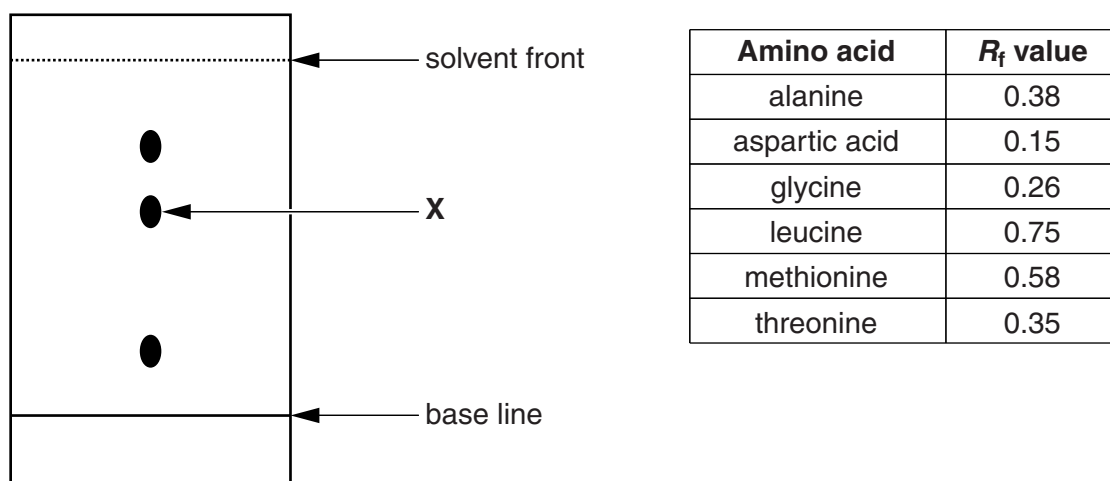 solvent front
X
base line
Amino acid Rf value
alanine 0.38
aspartic acid 0.15
glycine 0.26
leucine 0.75
methionine 0.58
threonine 0.35